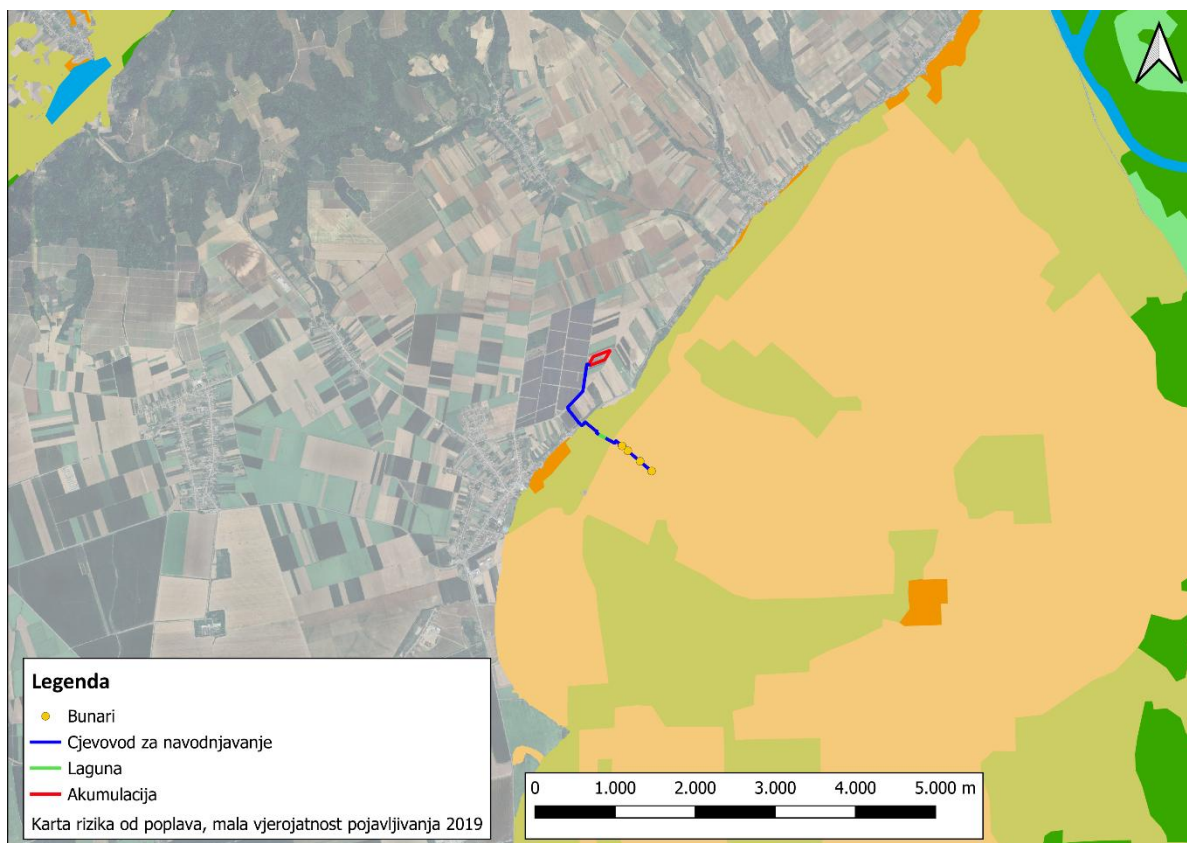 Legenda
Bunari
Cjevovod za navodnjavanje
Laguna
Akumulacija
Karta rizika od poplava, mala vjerojatnost pojavljivanja 2019
0 1.000 2.000 3.000 4.000 5.000 m